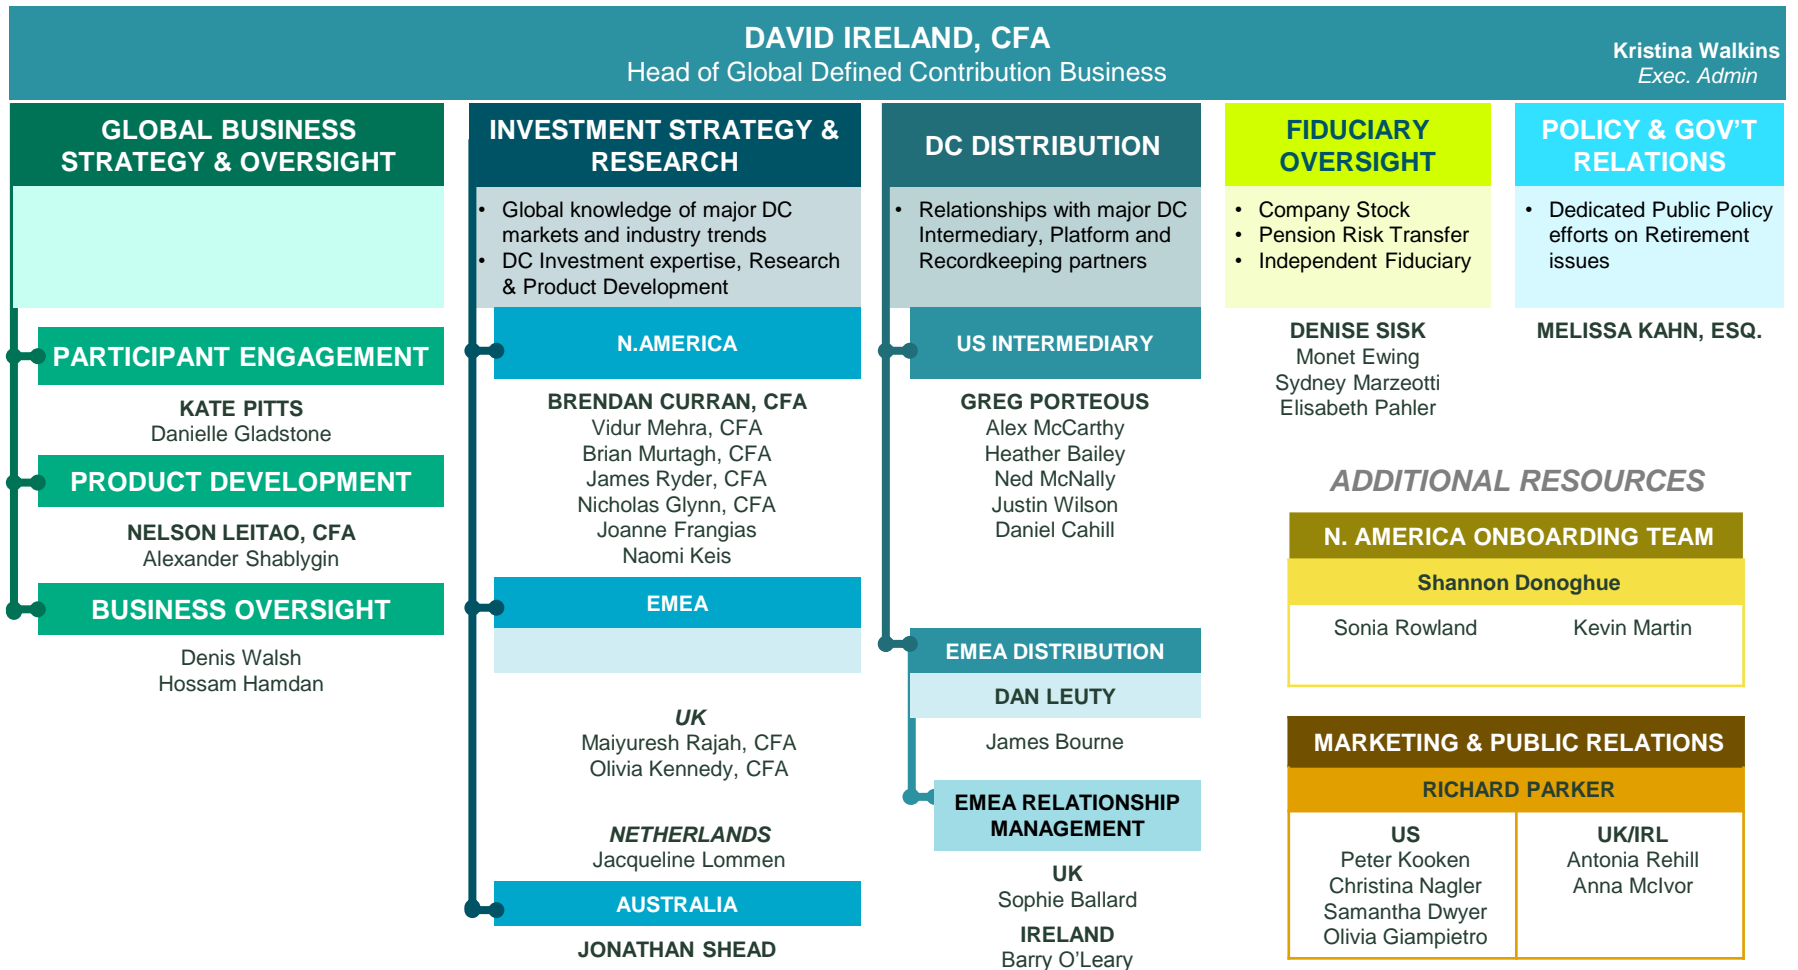 DAVID IRELAND, CFA
Head of Global Defined Contribution Business
Kristina Walkins
Exec. Admin
GLOBAL BUSINESS
STRATEGY & OVERSIGHT
PARTICIPANT ENGAGEMENT
KATE PITTS
Danielle Gladstone
PRODUCT DEVELOPMENT
NELSON LEITAO, CFA
Alexander Shablygin
BUSINESS OVERSIGHT
Denis Walsh
Hossam Hamdan
INVESTMENT STRATEGY &
RESEARCH
• Global knowledge of major DC
markets and industry trends
• DC Investment expertise, Research
& Product Development
N.AMERICA
BRENDAN CURRAN, CFA
Vidur Mehra, CFA
Brian Murtagh, CFA
James Ryder, CFA
Nicholas Glynn, CFA
Joanne Frangias
Naomi Keis
EMEA
UK
Maiyuresh Rajah, CFA
Olivia Kennedy, CFA
NETHERLANDS
Jacqueline Lommen
AUSTRALIA
JONATHAN SHEAD
DC DISTRIBUTION
• Relationships with major DC
Intermediary, Platform and
Recordkeeping partners
US INTERMEDIARY
GREG PORTEOUS
Alex McCarthy
Heather Bailey
Ned McNally
Justin Wilson
Daniel Cahill
EMEA DISTRIBUTION
DAN LEUTY
James Bourne
EMEA RELATIONSHIP
MANAGEMENT
UK
Sophie Ballard
IRELAND
Barry O'Leary
FIDUCIARY
OVERSIGHT
• Company Stock
• Pension Risk Transfer
• Independent Fiduciary
DENISE SISK
Monet Ewing
Sydney Marzeotti
Elisabeth Pahler
POLICY & GOV'T
RELATIONS
• Dedicated Public Policy
efforts on Retirement
issues
MELISSA KAHN, ESQ.
ADDITIONAL RESOURCES
N. AMERICA ONBOARDING TEAM
Shannon Donoghue
Sonia Rowland
Kevin Martin
MARKETING & PUBLIC RELATIONS
RICHARD PARKER
US
Peter Kooken
Christina Nagler
Samantha Dwyer
Olivia Giampietro
UK/IRL
Antonia Rehill
Anna McIvor